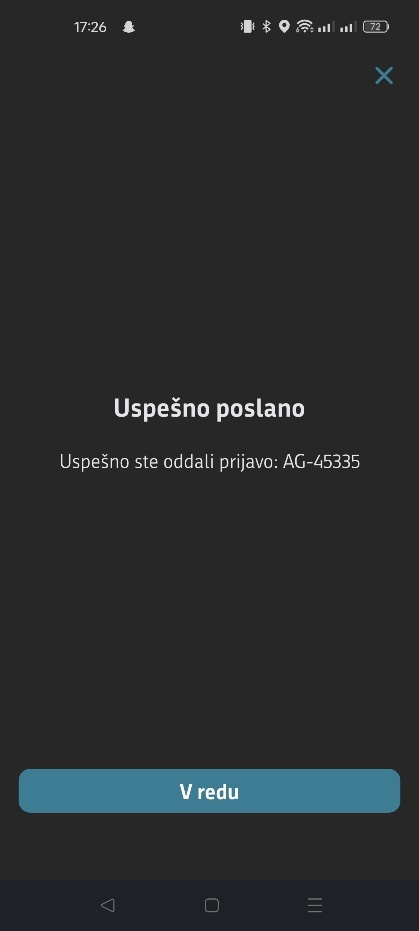 17:26
72
Uspešno poslano
Uspešno ste oddali prijavo: AG-45335
V redu